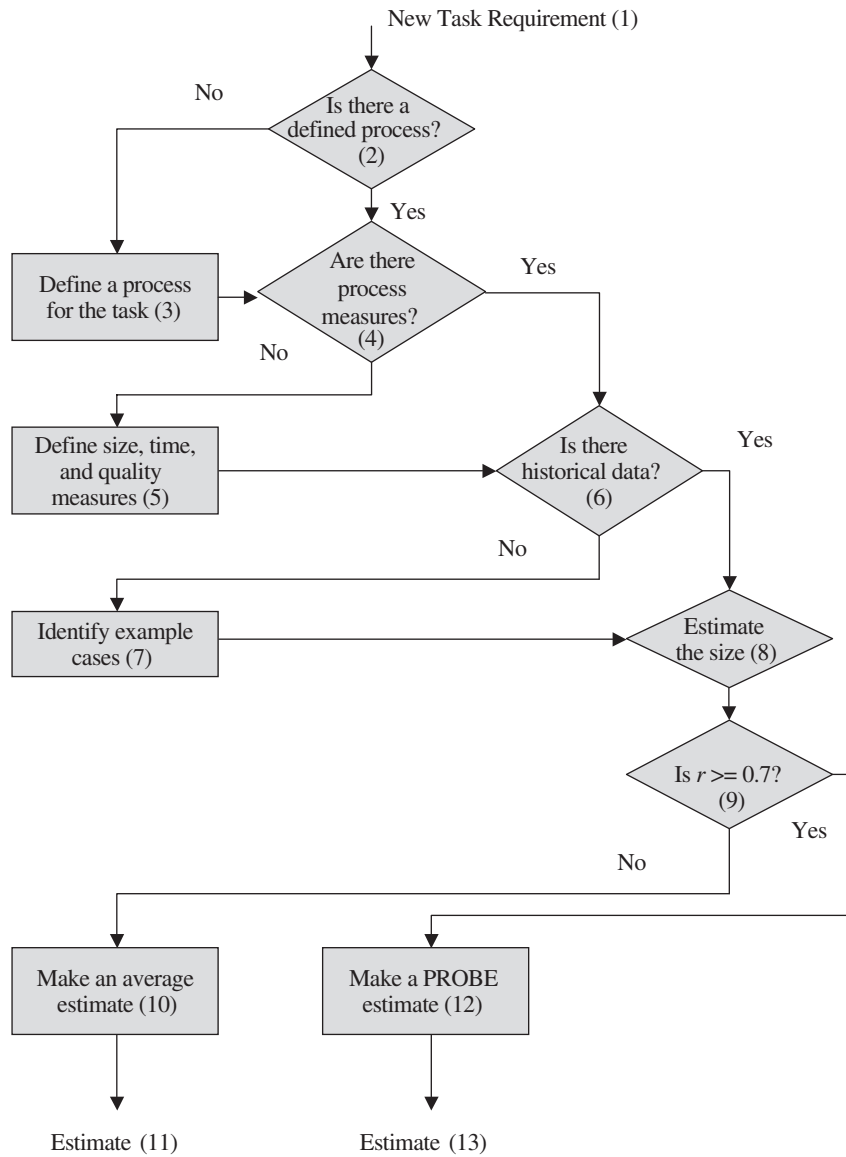 New Task Requirement (1)
No
Is there a
defined process?
(2)
Yes
Are there
process
measures?
(4)
Yes
Define a process
for the task (3)
No
Define size, time,
and quality
measures (5)
Is there
historical data?
(6)
Yes
No
Identify example
cases (7)
Estimate
the size (8)
Is r >= 0.7?
(9)
Yes
No
Make an average
estimate (10)
Make a PROBE
estimate (12)
Estimate (11)
Estimate (13)